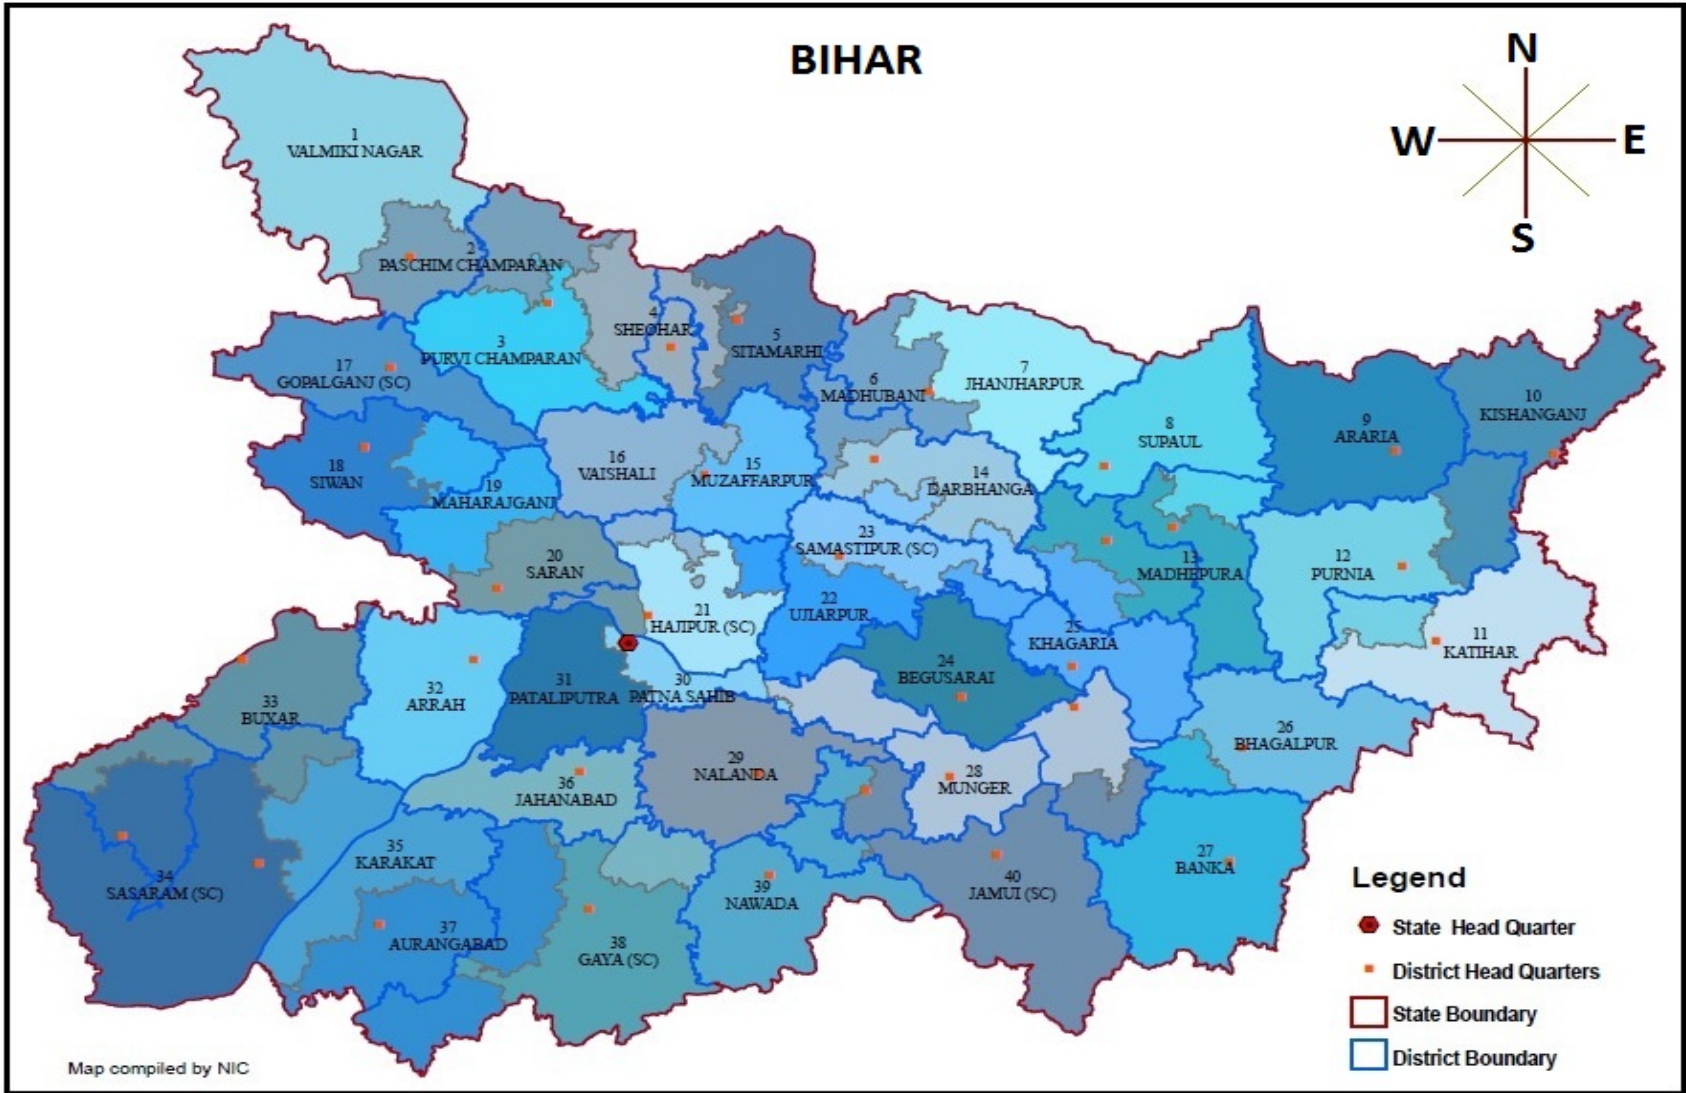 BIHAR
N
W
E
S
1
VALMIKI NAGAR
2
PASCHIM CHAMPARAN
3
PURVI CHAMPARAN
4
SHEOHAR
5
SITAMARHI
6
MADHUBANI
7
JHANJHARPUR
8
SUPAUL
9
ARARIA
10
KISHANGANJ
11
KATIHAR
12
PURNIA
13
MADHEPURA
14
DARBHANGA
15
MUZAFFARPUR
16
VAISHALI
17
GOPALGANJ (SC)
18
SIWAN
19
MAHARAJGANJ
20
SARAN
21
HAJIPUR (SC)
22
UJIARPUR
23
SAMASTIPUR (SC)
24
BEGUSARAI
25
KHAGARIA
26
BHAGALPUR
27
BANKA
28
MUNGER
29
NALANDA
30
PATNA SAHIB
31
PATALIPUTRA
32
ARRAH
33
BUXAR
34
SASARAM (SC)
35
KARAKAT
36
JAHANABAD
37
AURANGABAD
38
GAYA (SC)
39
NAWADA
40
JAMUI (SC)
Legend
State Head Quarter
District Head Quarters
State Boundary
District Boundary
Map compiled by NIC